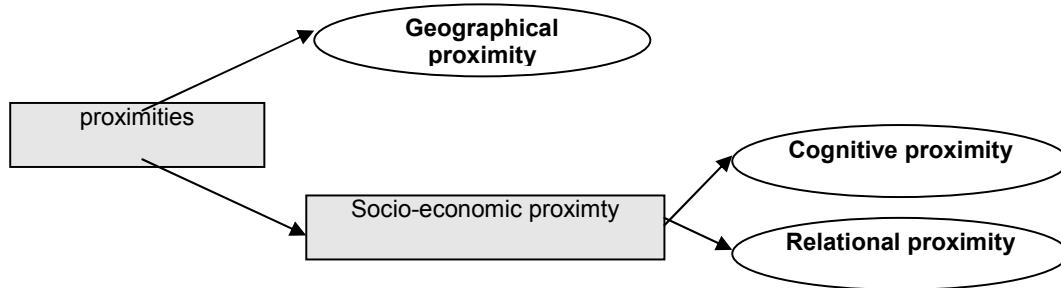 Geographical
proximity
proximities
Cognitive proximity
Socio-economic proximty
Relational proximity